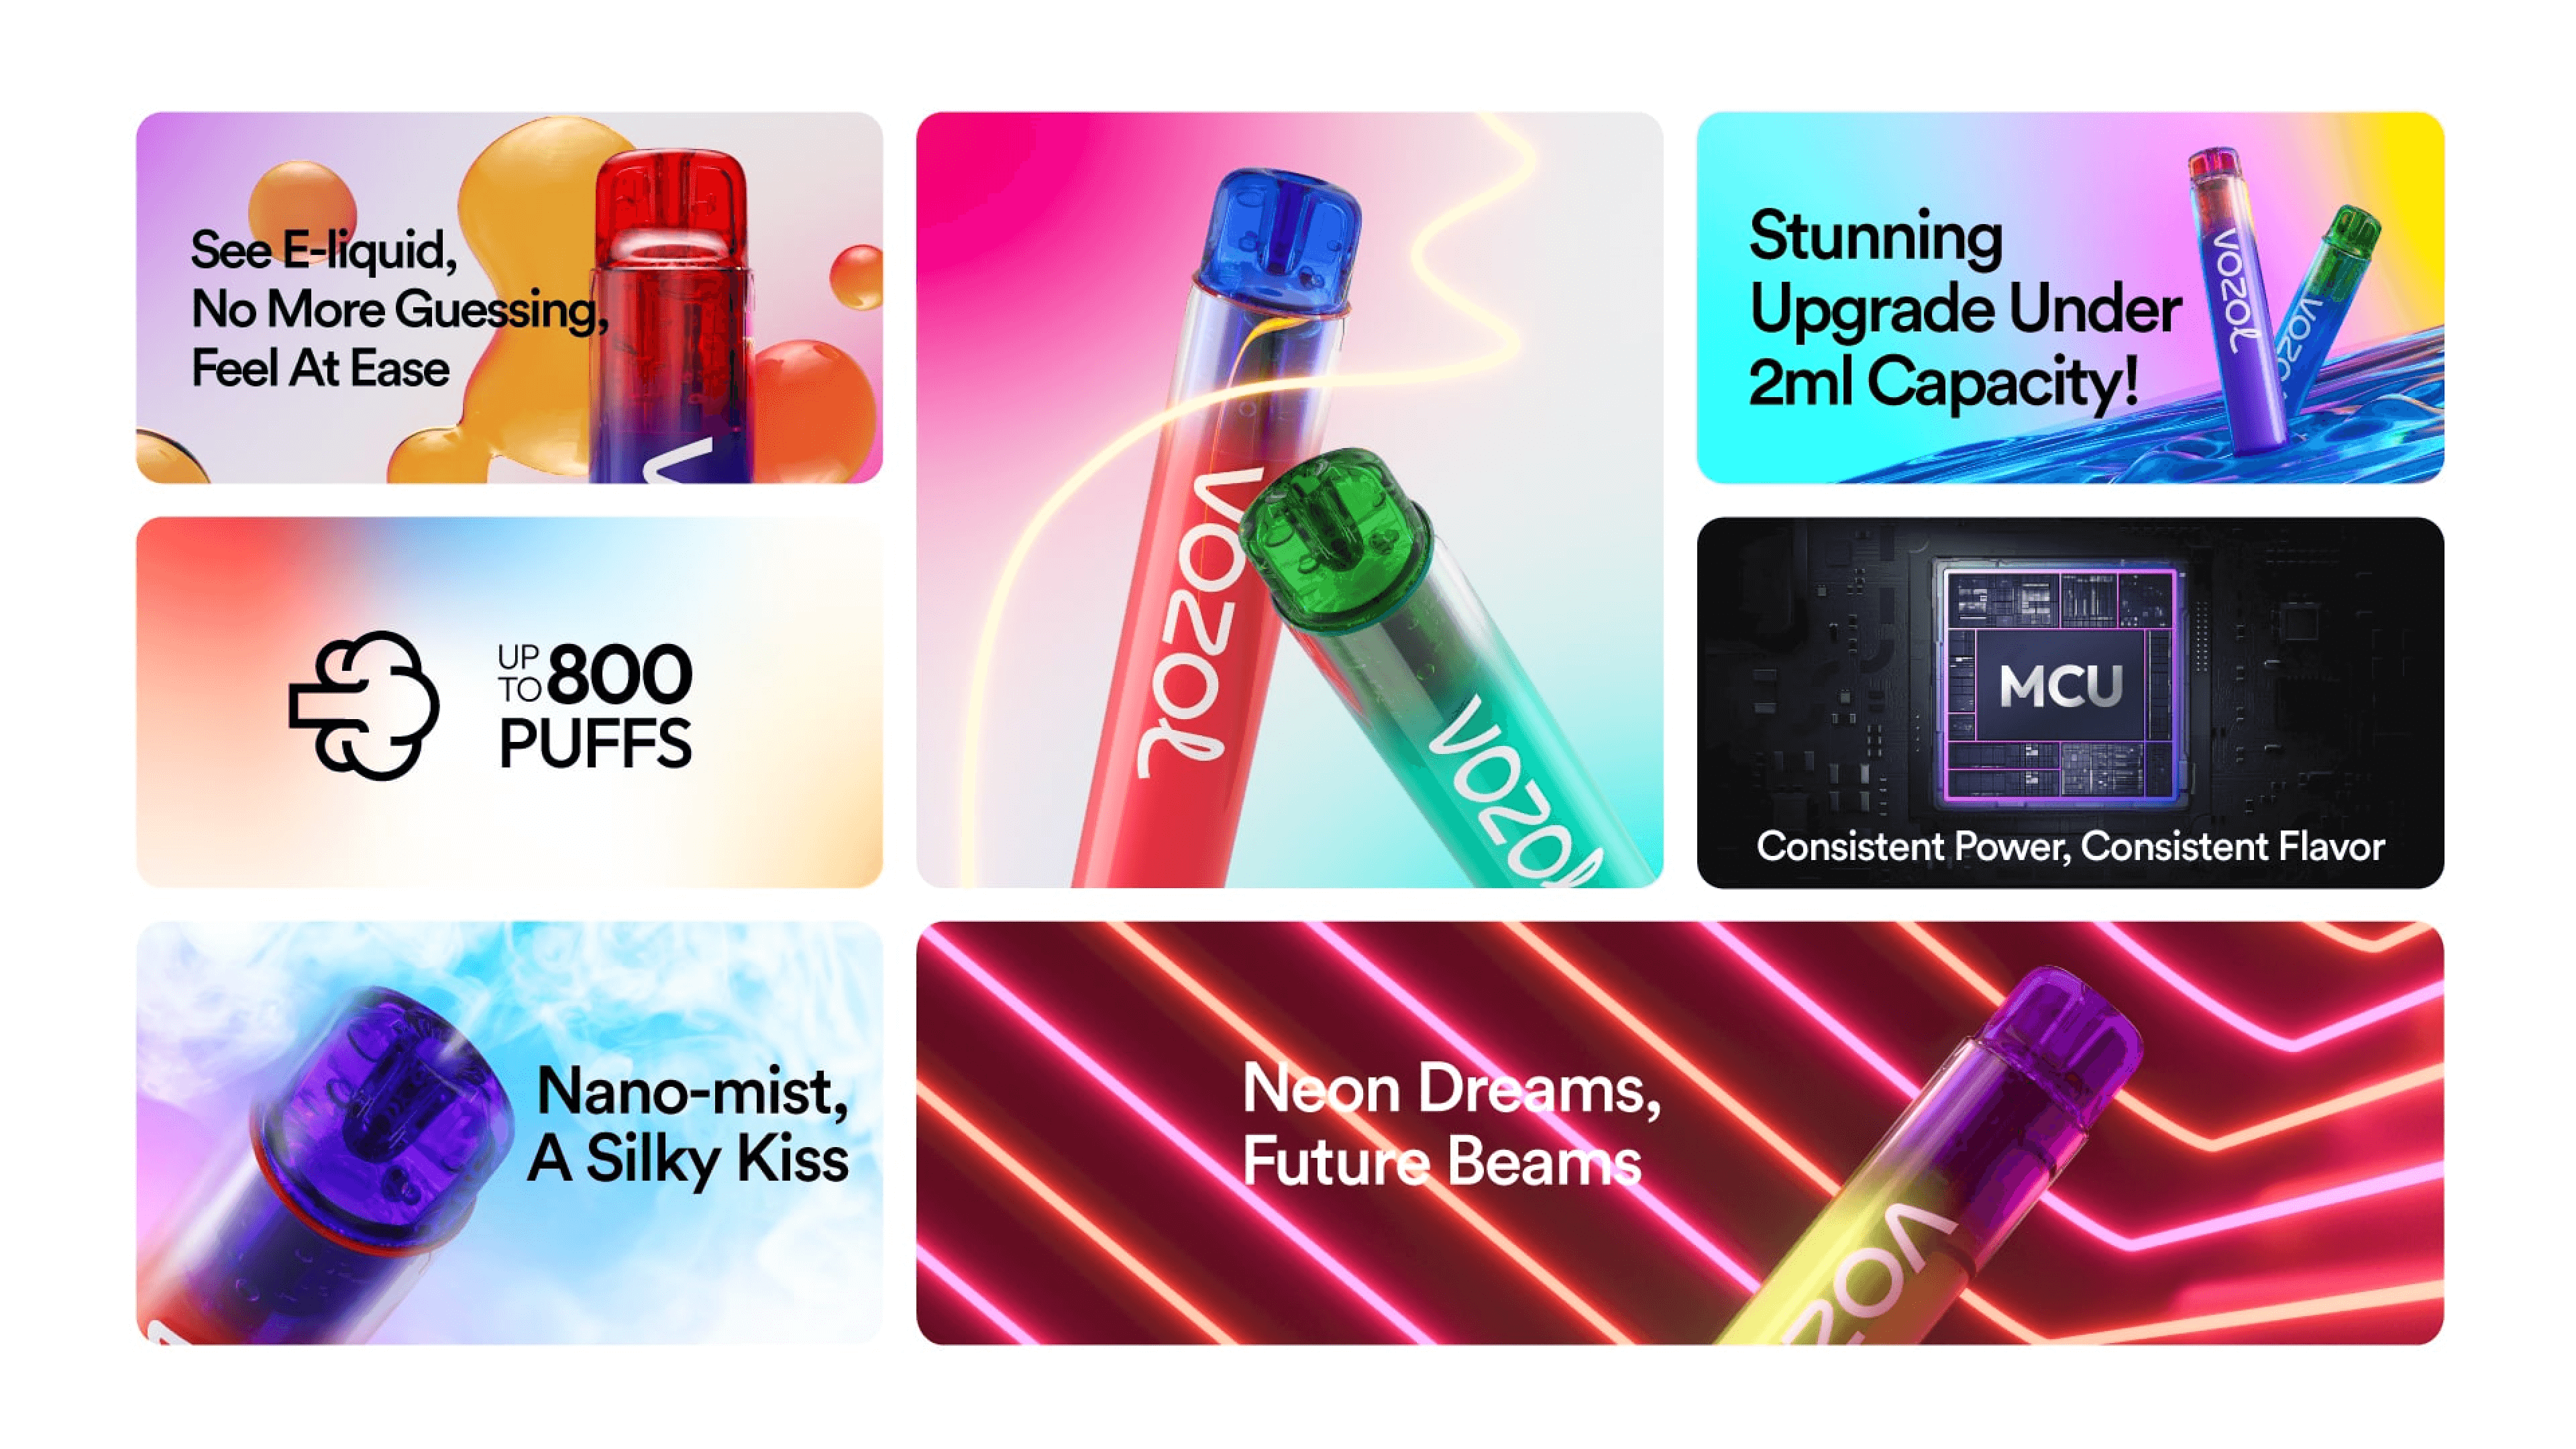 See E-liquid,
No More Guessing,
Feel At Ease
V
vozol
vozol
Stunning
Upgrade Under
2ml Capacity!
vozol
vozol
UP TO 800
PUFFS
MCU
Consistent Power, Consistent Flavor
Nano-mist,
A Silky Kiss
Neon Dreams,
Future Beams
voz